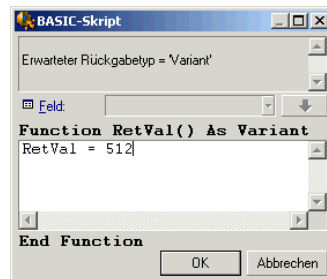 BASIC-Skript
Erwarteter Rückgabetyp = 'Variant'
Feld:
Function RetVal() As Variant
RetVal = 512
End Function
OK Abbrechen